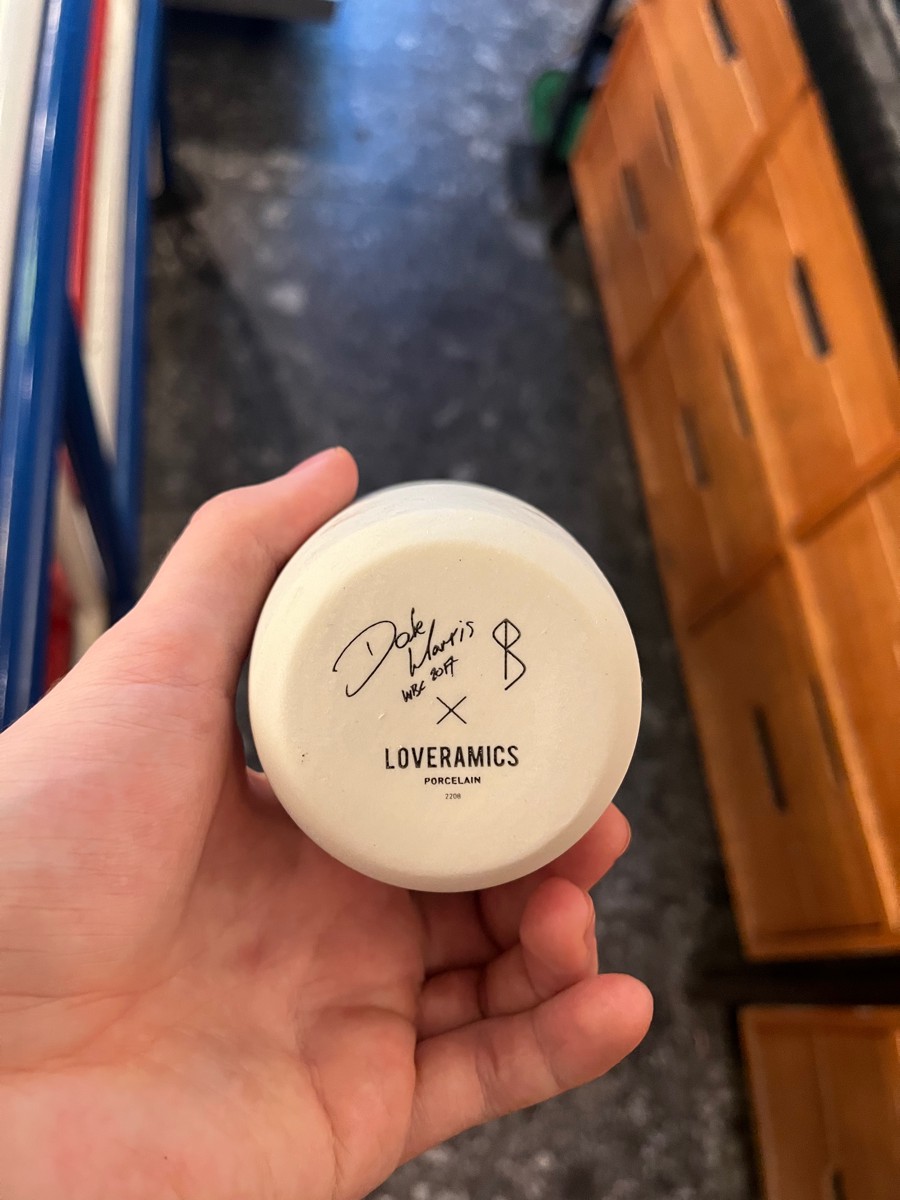 Dale
Harris
WBC 2017
X
LOVERAMICS
PORCELAIN
2208